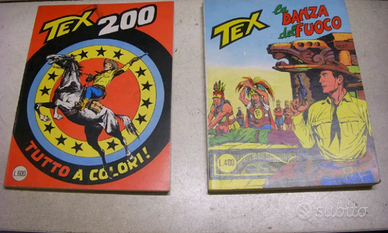 TEX 200
TUTTO A COLORI!
L.600
TEX
la
DANZA
del FUOCO
L.400
subito